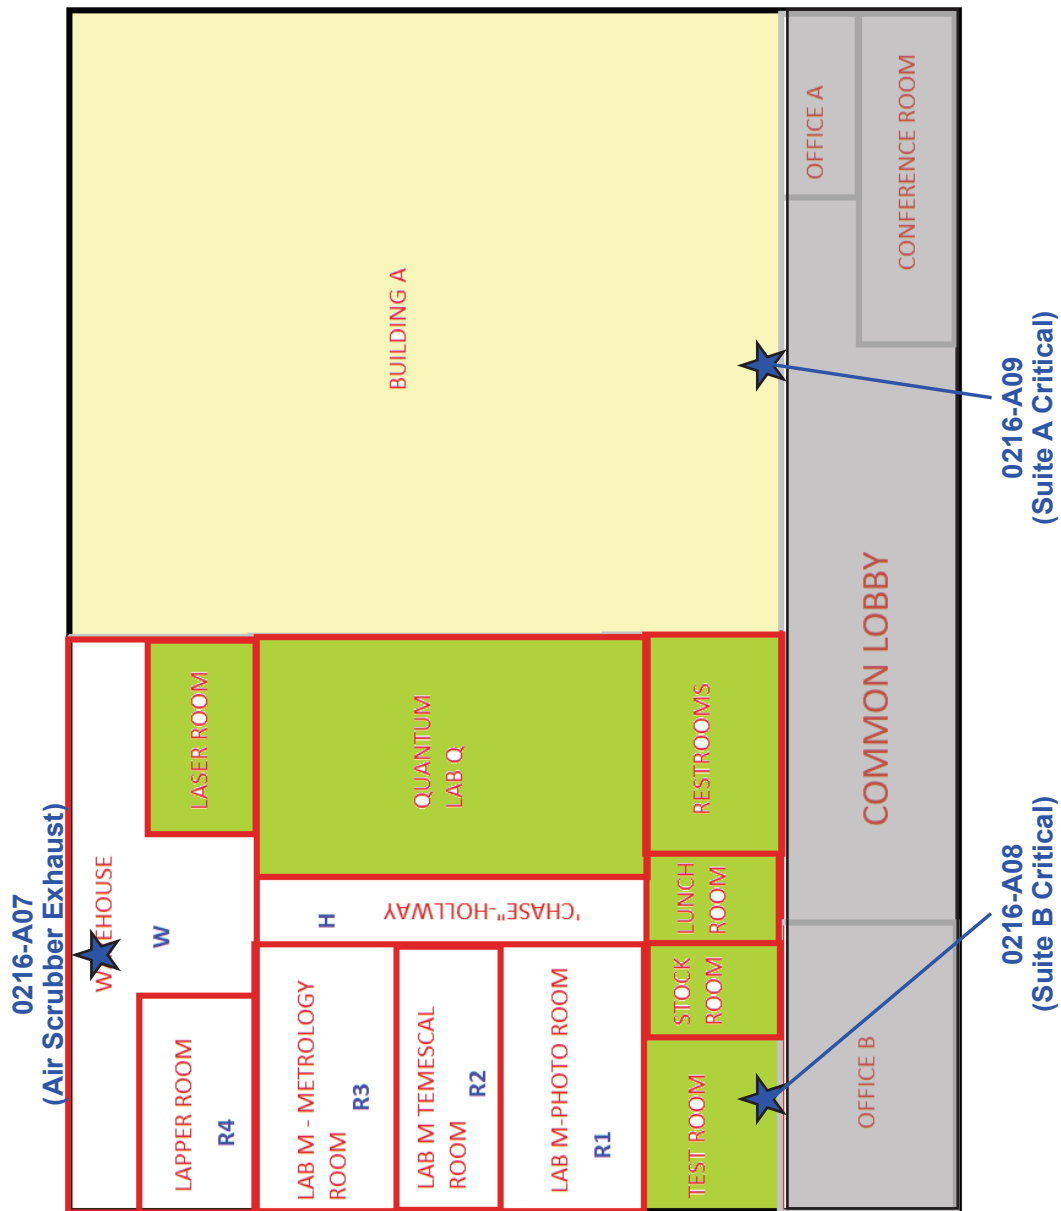 0216-A07
(Air Scrubber Exhaust)
W EHOUSE
W
LASER ROOM
LAPPER ROOM
R4
BUILDING A
QUANTUM
LAB Q
'CHASE"-HOLLWAY
H
LAB M - METROLOGY
ROOM
R3
LAB M TEMESCAL
ROOM
R2
LAB M-PHOTO ROOM
R1
RESTROOMS
LUNCH
ROOM
STOCK
ROOM
TEST ROOM
OFFICE A
CONFERENCE ROOM
COMMON LOBBY
OFFICE B
0216-A09
(Suite A Critical)
0216-A08
(Suite B Critical)